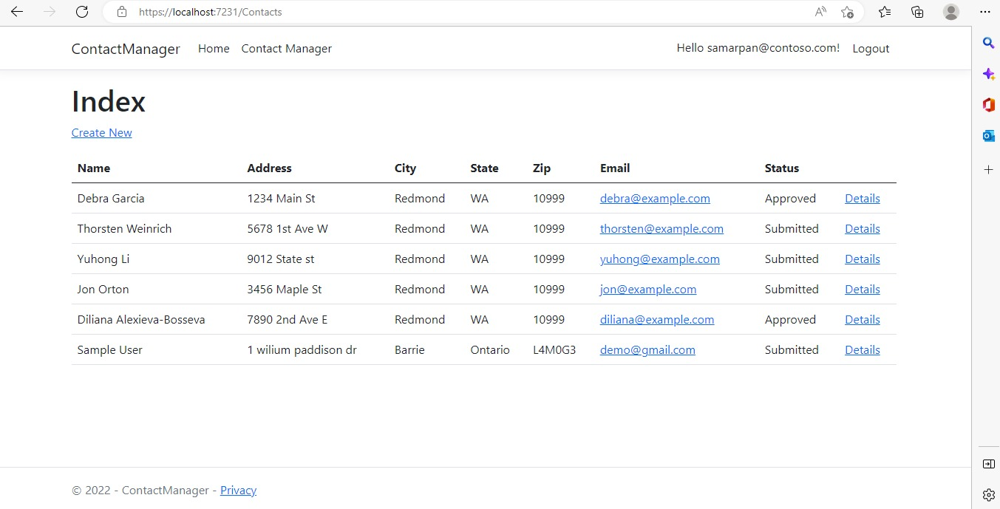 https://localhost:7231/Contacts
ContactManager Home Contact Manager Hello samarpan@contoso.com! Logout
Index
Create New
Name Address City State Zip Email Status
Debra Garcia 1234 Main St Redmond WA 10999 debra@example.com Approved Details
Thorsten Weinrich 5678 1st Ave W Redmond WA 10999 thorsten@example.com Submitted Details
Yuhong Li 9012 State st Redmond WA 10999 yuhong@example.com Submitted Details
Jon Orton 3456 Maple St Redmond WA 10999 jon@example.com Submitted Details
Diliana Alexieva-Bosseva 7890 2nd Ave E Redmond WA 10999 diliana@example.com Approved Details
Sample User 1 wilium paddison dr Barrie Ontario L4M0G3 demo@gmail.com Submitted Details
© 2022 - ContactManager - Privacy